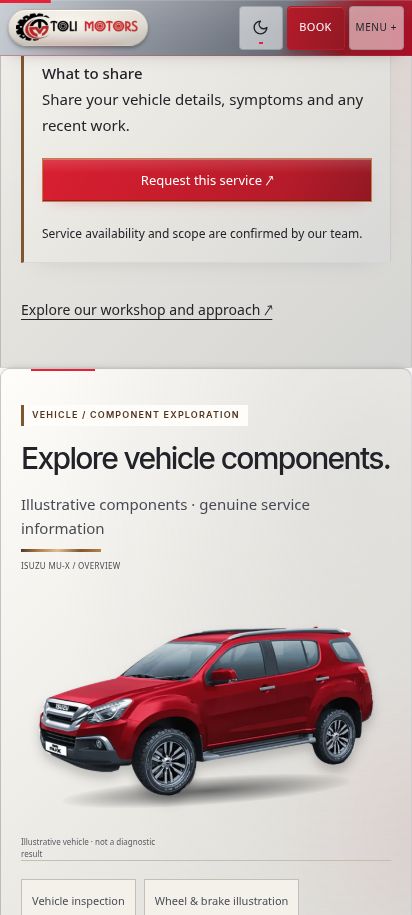 TOLI MOTORS
BOOK
MENU +
What to share
Share your vehicle details, symptoms and any
recent work.
Request this service ↗
Service availability and scope are confirmed by our team.
Explore our workshop and approach ↗
VEHICLE / COMPONENT EXPLORATION
Explore vehicle components.
Illustrative components · genuine service
information
ISUZU MU-X / OVERVIEW
ISUZU
Illustrative vehicle · not a diagnostic
result
Vehicle inspection
Wheel & brake illustration